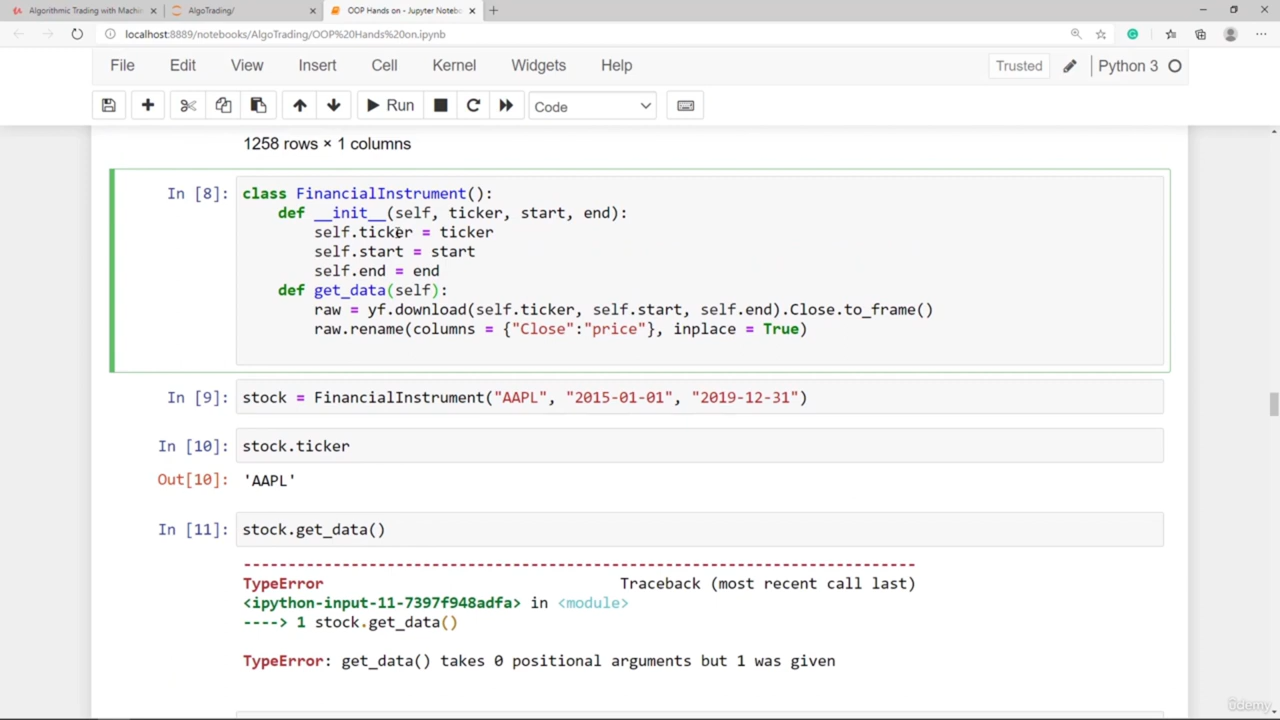 Algorithmic Trading with Machin
AlgoTrading/
OOP Hands on - Jupyter Notebo
localhost:8889/notebooks/AlgoTrading/OOP%20Hands%20on.ipynb
File Edit View Insert Cell Kernel Widgets Help Trusted Python 3
Run Code
1258 rows × 1 columns
In [8]: class FinancialInstrument():
def __init__(self, ticker, start, end):
self.ticker = ticker
self.start = start
self.end = end
def get_data(self):
raw = yf.download(self.ticker, self.start, self.end).Close.to_frame()
raw.rename(columns = {"Close":"price"}, inplace = True)
In [9]: stock = FinancialInstrument("AAPL", "2015-01-01", "2019-12-31")
In [10]: stock.ticker
Out[10]: 'AAPL'
In [11]: stock.get_data()
---------------------------------------------------------------------------
TypeError Traceback (most recent call last)
<ipython-input-11-7397f948adfa> in <module>
----> 1 stock.get_data()
TypeError: get_data() takes 0 positional arguments but 1 was given
Udemy